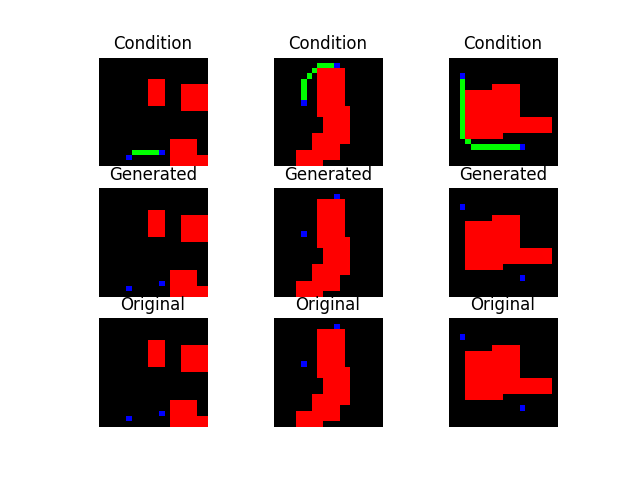 Condition Condition Condition
Generated Generated Generated
Original Original Original